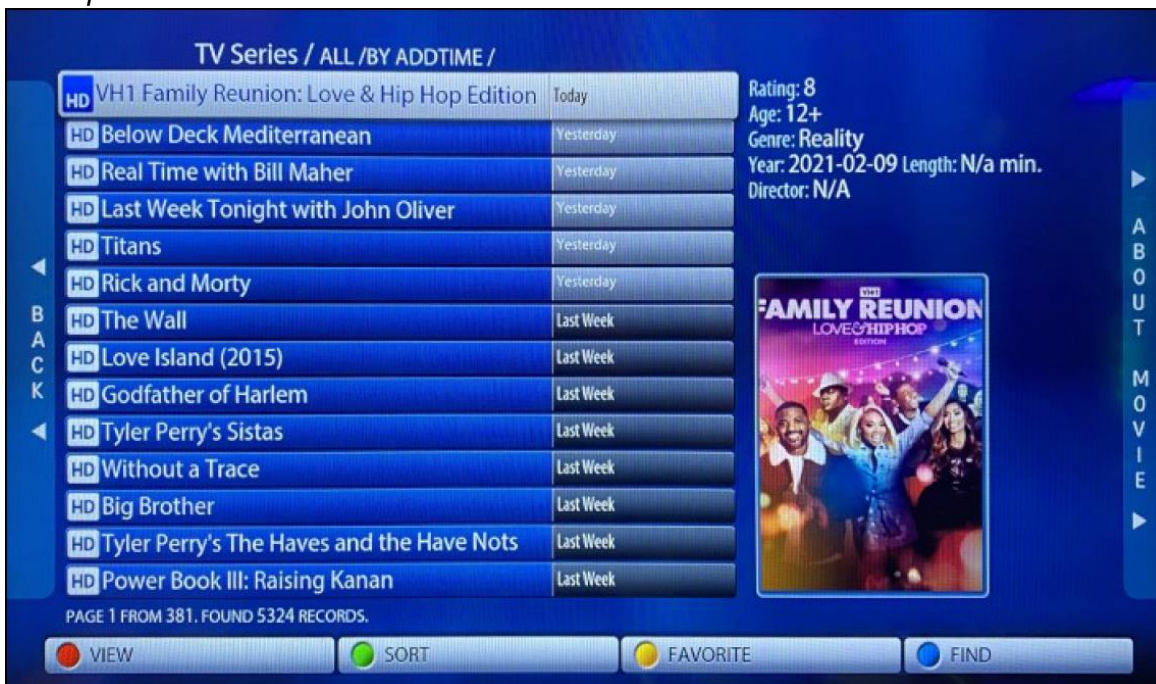 TV Series / ALL /BY ADDTIME /
HD VH1 Family Reunion: Love & Hip Hop Edition Today
HD Below Deck Mediterranean Yesterday
HD Real Time with Bill Maher Yesterday
HD Last Week Tonight with John Oliver Yesterday
HD Titans Yesterday
HD Rick and Morty Yesterday
HD The Wall Last Week
HD Love Island (2015) Last Week
HD Godfather of Harlem Last Week
HD Tyler Perry's Sistas Last Week
HD Without a Trace Last Week
HD Big Brother Last Week
HD Tyler Perry's The Haves and the Have Nots Last Week
HD Power Book III: Raising Kanan Last Week
PAGE 1 FROM 381. FOUND 5324 RECORDS.
Rating: 8
Age: 12+
Genre: Reality
Year: 2021-02-09 Length: N/a min.
Director: N/A
VH1
FAMILY REUNION
LOVE & HIP HOP
EDITION
BACK
ABOUT MOVIE
VIEW SORT FAVORITE FIND